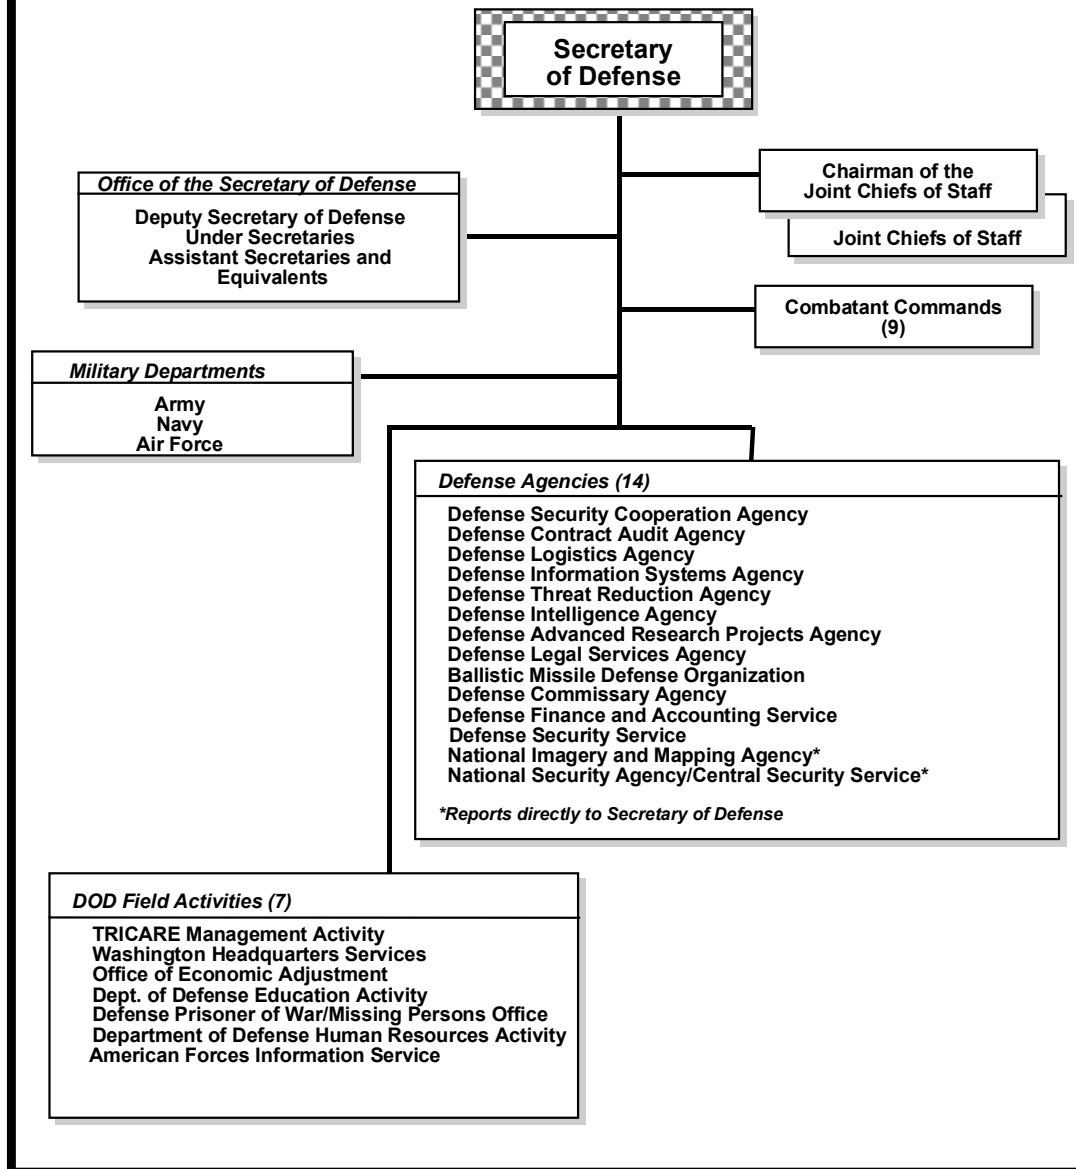 Secretary
of Defense
Chairman of the
Joint Chiefs of Staff
Joint Chiefs of Staff
Office of the Secretary of Defense
Deputy Secretary of Defense
Under Secretaries
Assistant Secretaries and
Equivalents
Combatant Commands
(9)
Military Departments
Army
Navy
Air Force
Defense Agencies (14)
Defense Security Cooperation Agency
Defense Contract Audit Agency
Defense Logistics Agency
Defense Information Systems Agency
Defense Threat Reduction Agency
Defense Intelligence Agency
Defense Advanced Research Projects Agency
Defense Legal Services Agency
Ballistic Missile Defense Organization
Defense Commissary Agency
Defense Finance and Accounting Service
Defense Security Service
National Imagery and Mapping Agency*
National Security Agency/Central Security Service*
*Reports directly to Secretary of Defense
DOD Field Activities (7)
TRICARE Management Activity
Washington Headquarters Services
Office of Economic Adjustment
Dept. of Defense Education Activity
Defense Prisoner of War/Missing Persons Office
Department of Defense Human Resources Activity
American Forces Information Service